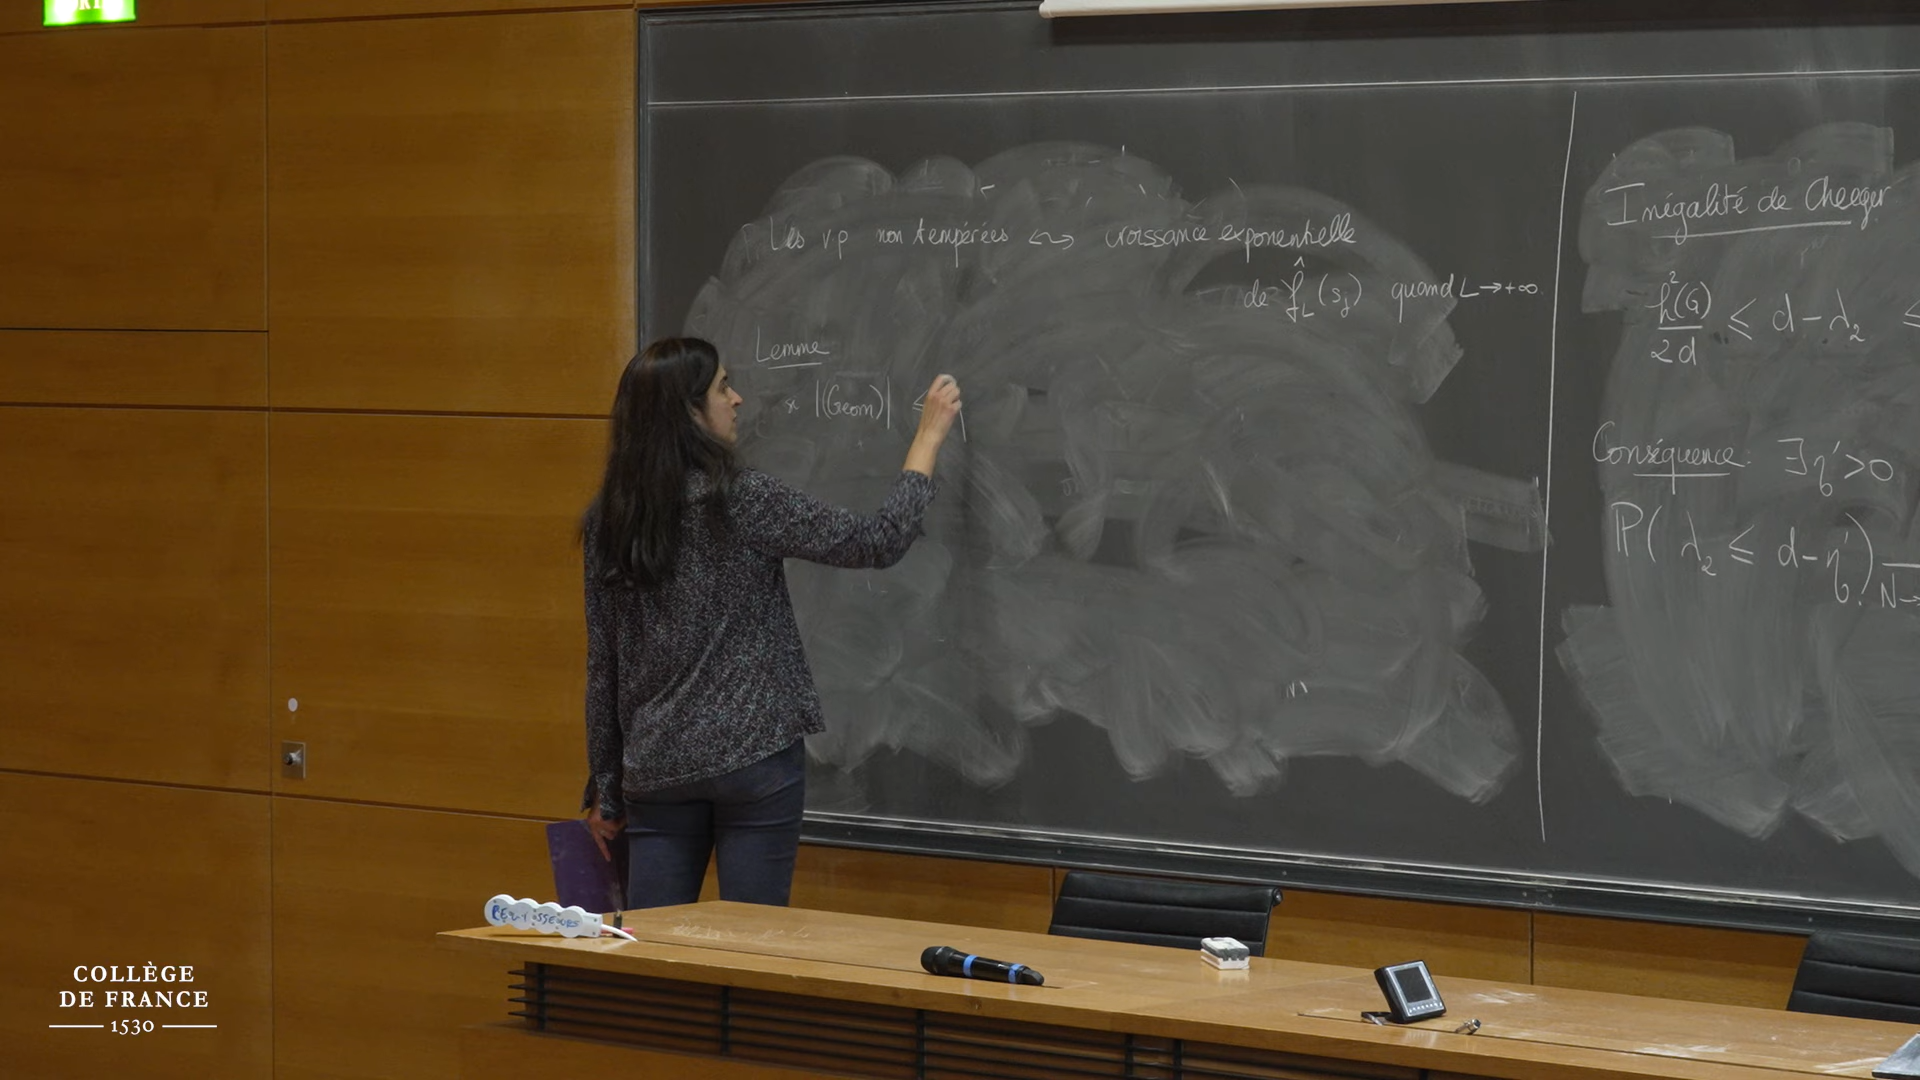 Les vp non tempérées ↔ croissance exponentielle
de f̂_L(s_j) quand L→+∞.
Lemme
* |(Geom)| ≤
Inégalité de Cheeger
h²(G)/2d ≤ d-λ₂ ≤
Conséquence: ∃η'>0
P(λ₂ ≤ d-η')
N→
COLLÈGE
DE FRANCE
1530